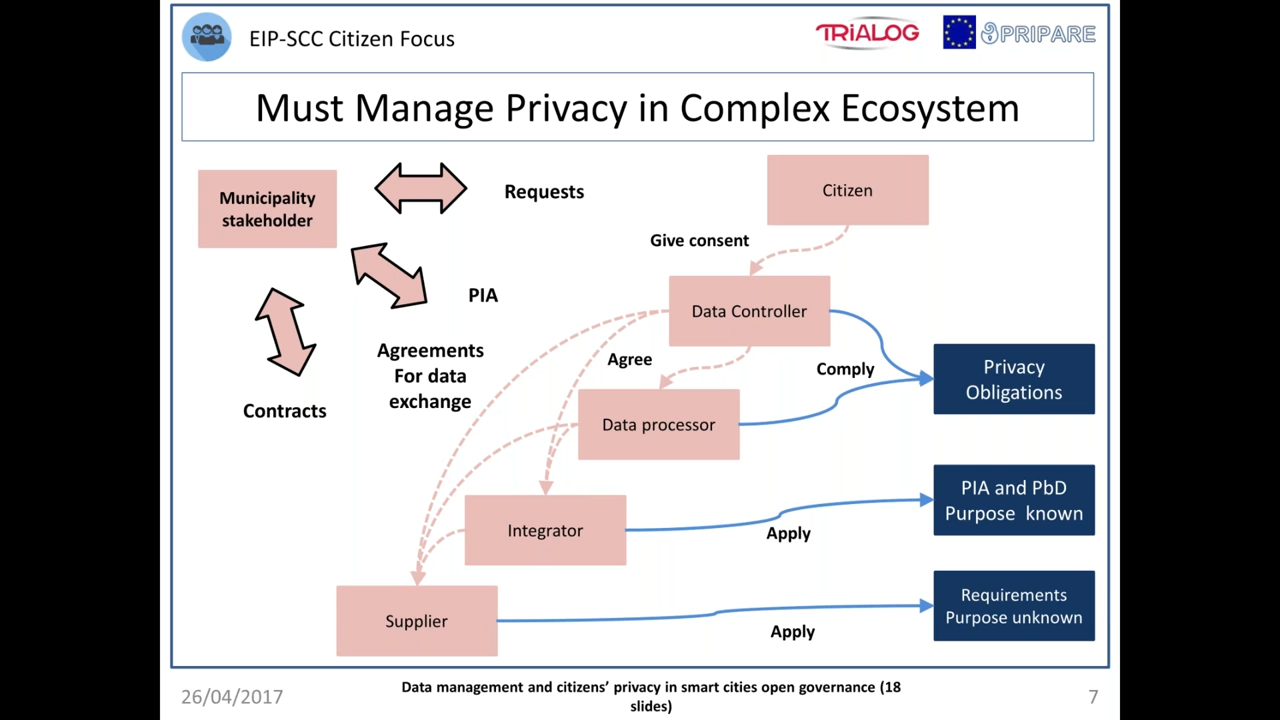 EIP-SCC Citizen Focus
TRIALOG
PRIPARE
Must Manage Privacy in Complex Ecosystem
Municipality
stakeholder
Requests
Citizen
Give consent
PIA
Data Controller
Agreements
For data
exchange
Agree
Comply
Privacy
Obligations
Contracts
Data processor
PIA and PbD
Purpose known
Integrator
Apply
Requirements
Purpose unknown
Supplier
Apply
26/04/2017
Data management and citizens’ privacy in smart cities open governance (18
slides)
7